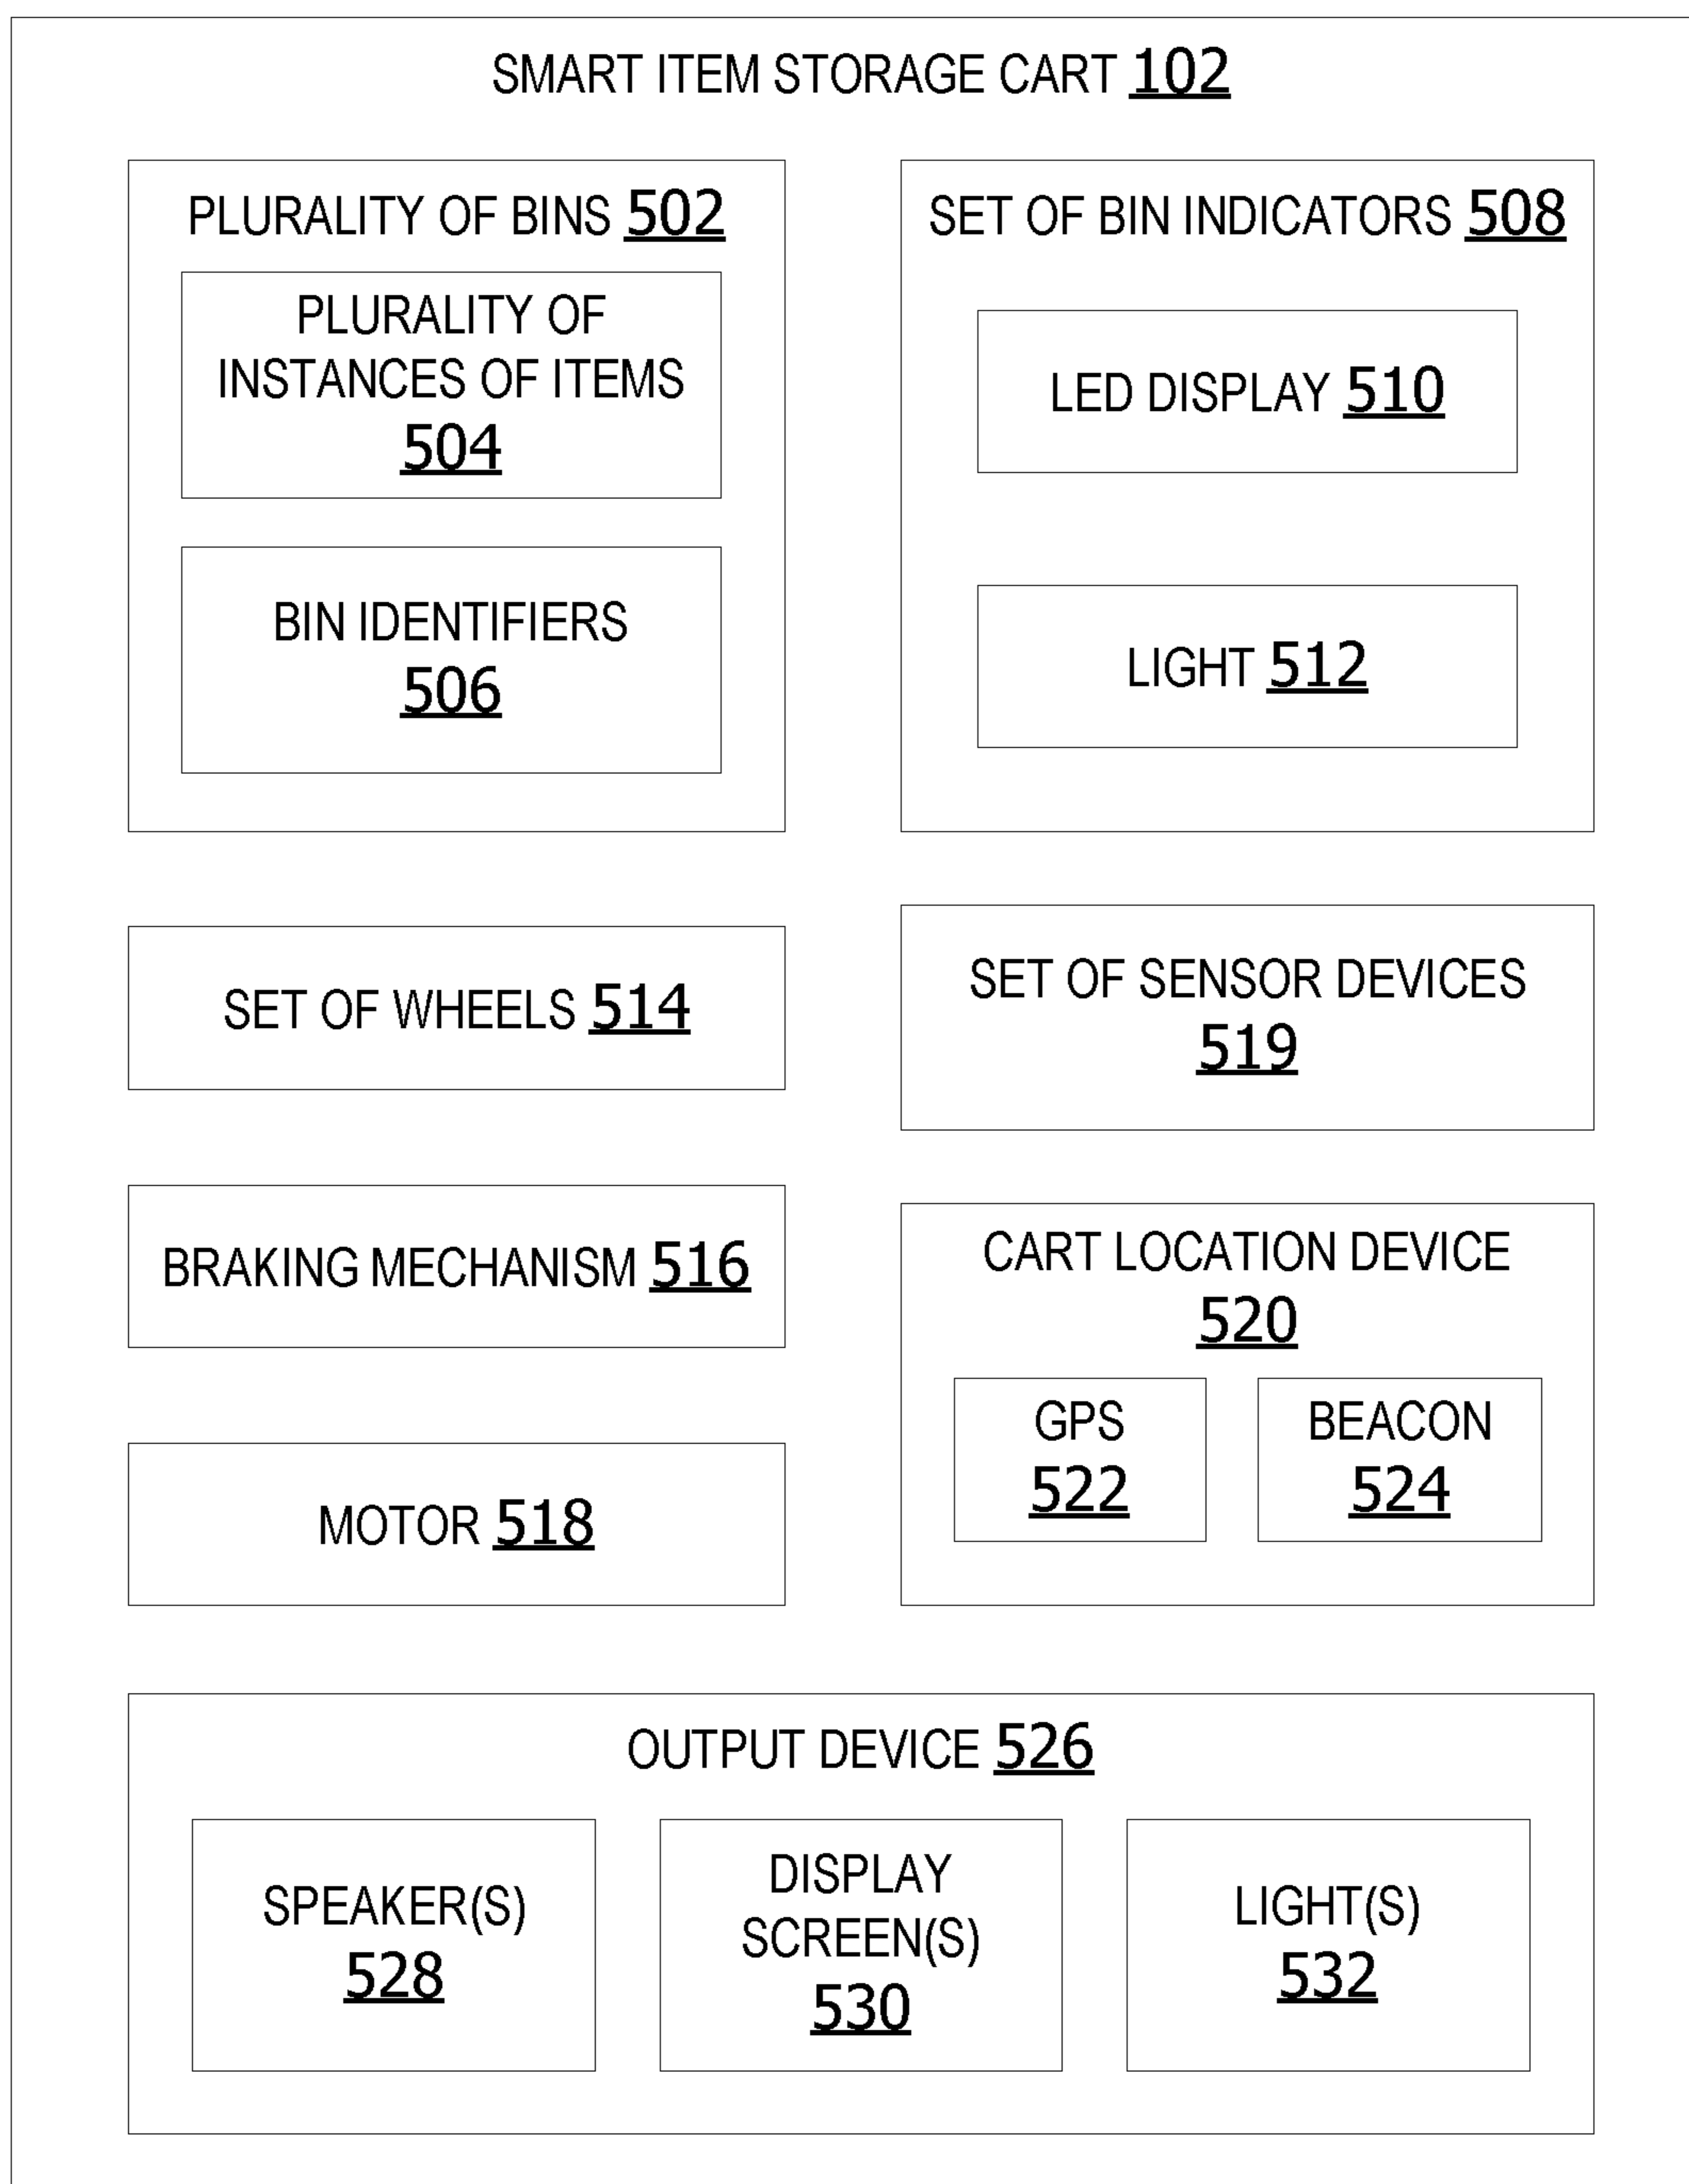 SMART ITEM STORAGE CART 102
PLURALITY OF BINS 502
PLURALITY OF
INSTANCES OF ITEMS
504
BIN IDENTIFIERS
506
SET OF BIN INDICATORS 508
LED DISPLAY 510
LIGHT 512
SET OF WHEELS 514
SET OF SENSOR DEVICES
519
BRAKING MECHANISM 516
CART LOCATION DEVICE
520
GPS
522
BEACON
524
MOTOR 518
OUTPUT DEVICE 526
SPEAKER(S)
528
DISPLAY
SCREEN(S)
530
LIGHT(S)
532